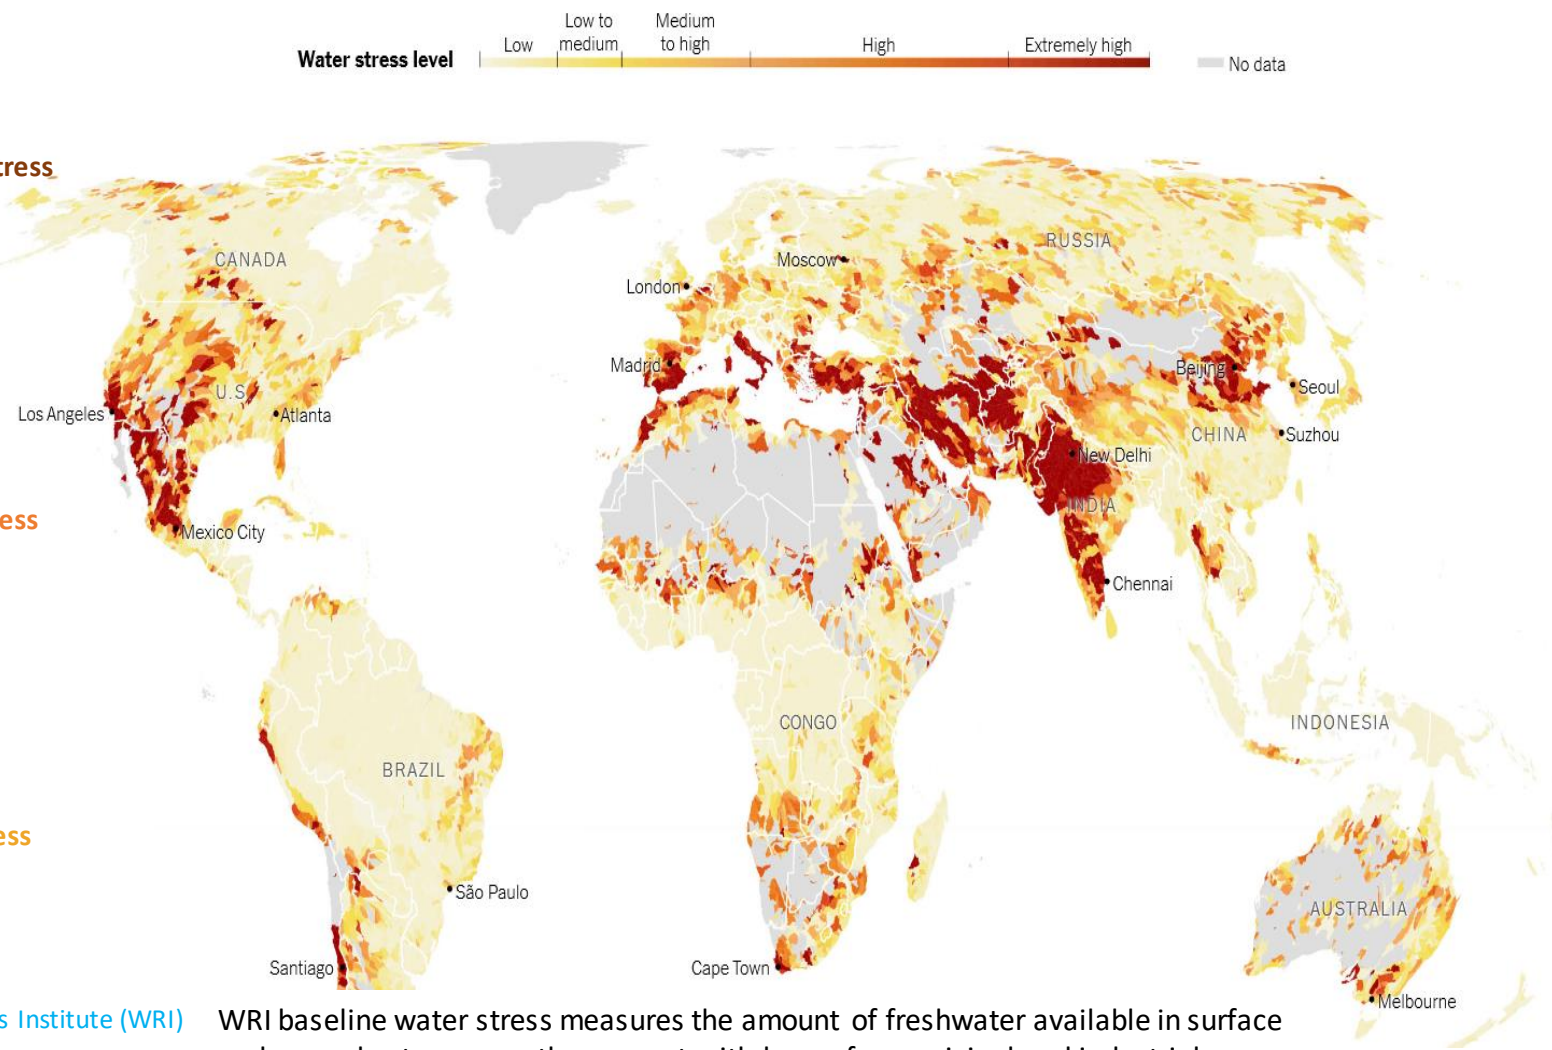 Low to
medium
Medium
to high
Low
High
Extremely high
Water stress level
No data
tress
CANADA
RUSSIA
Moscow
London
Madrid
Beijing
Seoul
U.S.
Los Angeles
Atlanta
CHINA
Suzhou
New Delhi
INDIA
ess
Mexico City
Chennai
CONGO
INDONESIA
BRAZIL
ess
São Paulo
AUSTRALIA
Santiago
Cape Town
Melbourne
s Institute (WRI)
WRI baseline water stress measures the amount of freshwater available in surface